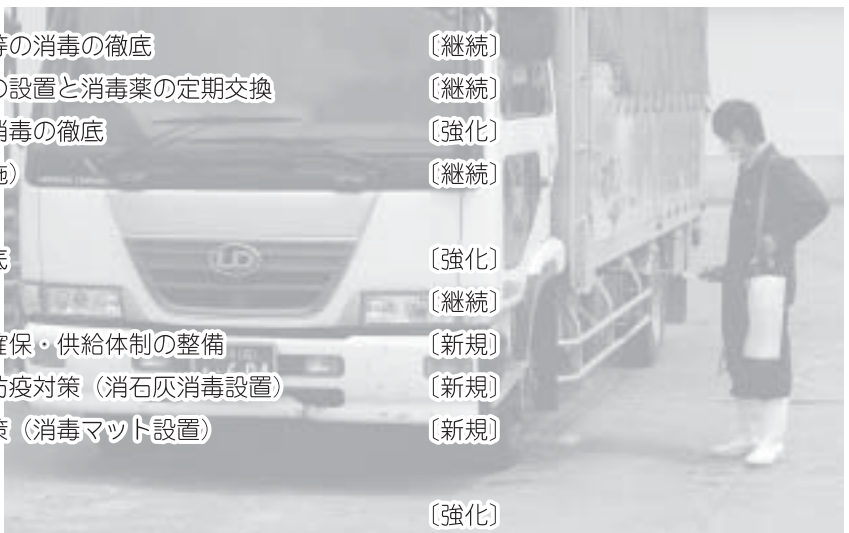 等の消毒の徹底 〔継続〕
の設置と消毒薬の定期交換 〔継続〕
消毒の徹底 〔強化〕
施） 〔継続〕
底 〔強化〕
〔継続〕
確保・供給体制の整備 〔新規〕
防疫対策（消石灰消毒設置） 〔新規〕
策（消毒マット設置） 〔新規〕
〔強化〕
UD